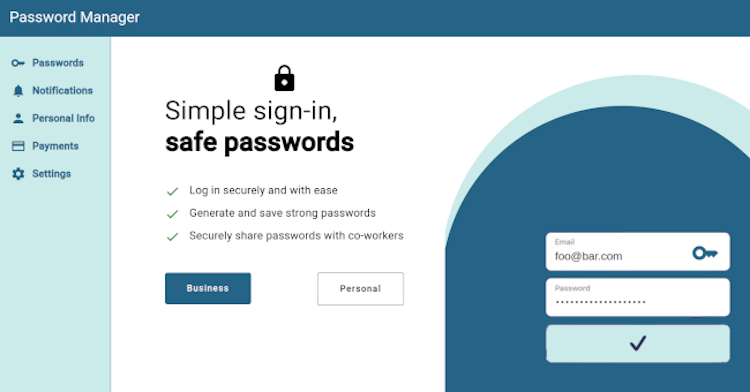 Password Manager
Passwords
Notifications
Personal Info
Payments
Settings
Simple sign-in,
safe passwords
Log in securely and with ease
Generate and save strong passwords
Securely share passwords with co-workers
Business
Personal
Email
foo@bar.com
Password
•••••••••••••••••••